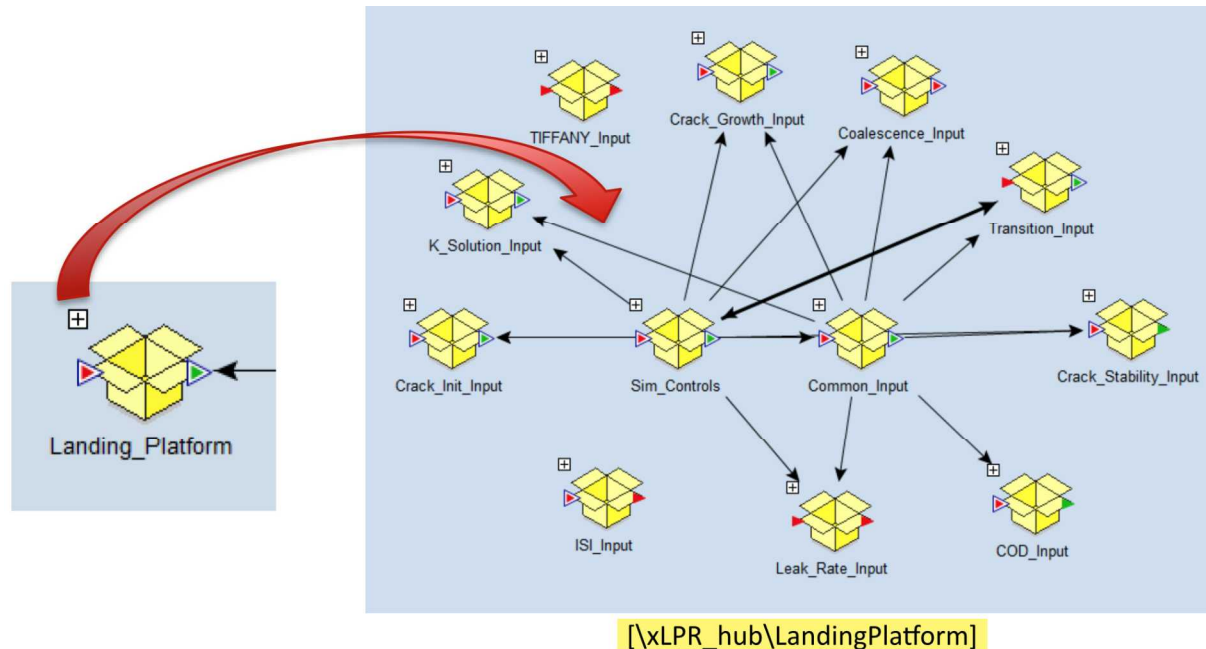 TIFFANY_Input
Crack_Growth_Input
Coalescence_Input
K_Solution_Input
Transition_Input
Crack_Init_Input
Sim_Controls
Common_Input
Crack_Stability_Input
Landing_Platform
ISI_Input
Leak_Rate_Input
COD_Input
[\xLPR_hub\LandingPlatform]